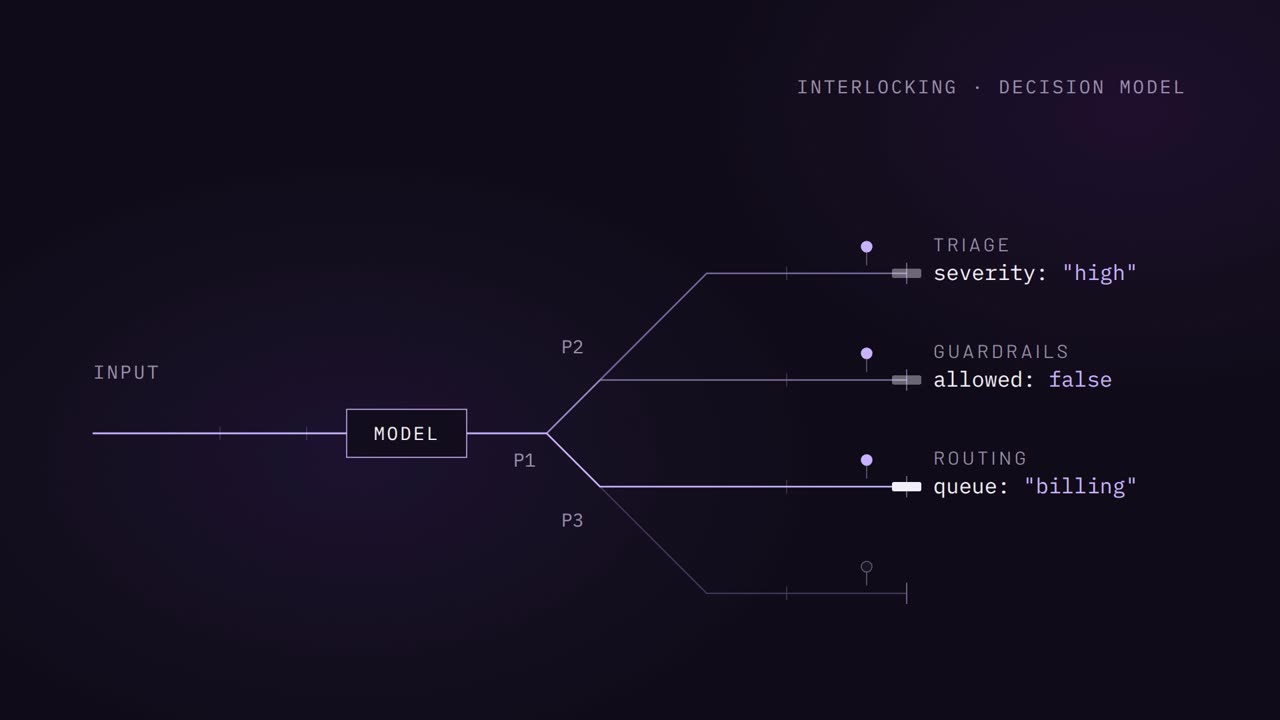 INTERLOCKING · DECISION MODEL
TRIAGE
severity: "high"
P2
GUARDRAILS
allowed: false
INPUT
MODEL
P1
ROUTING
queue: "billing"
P3